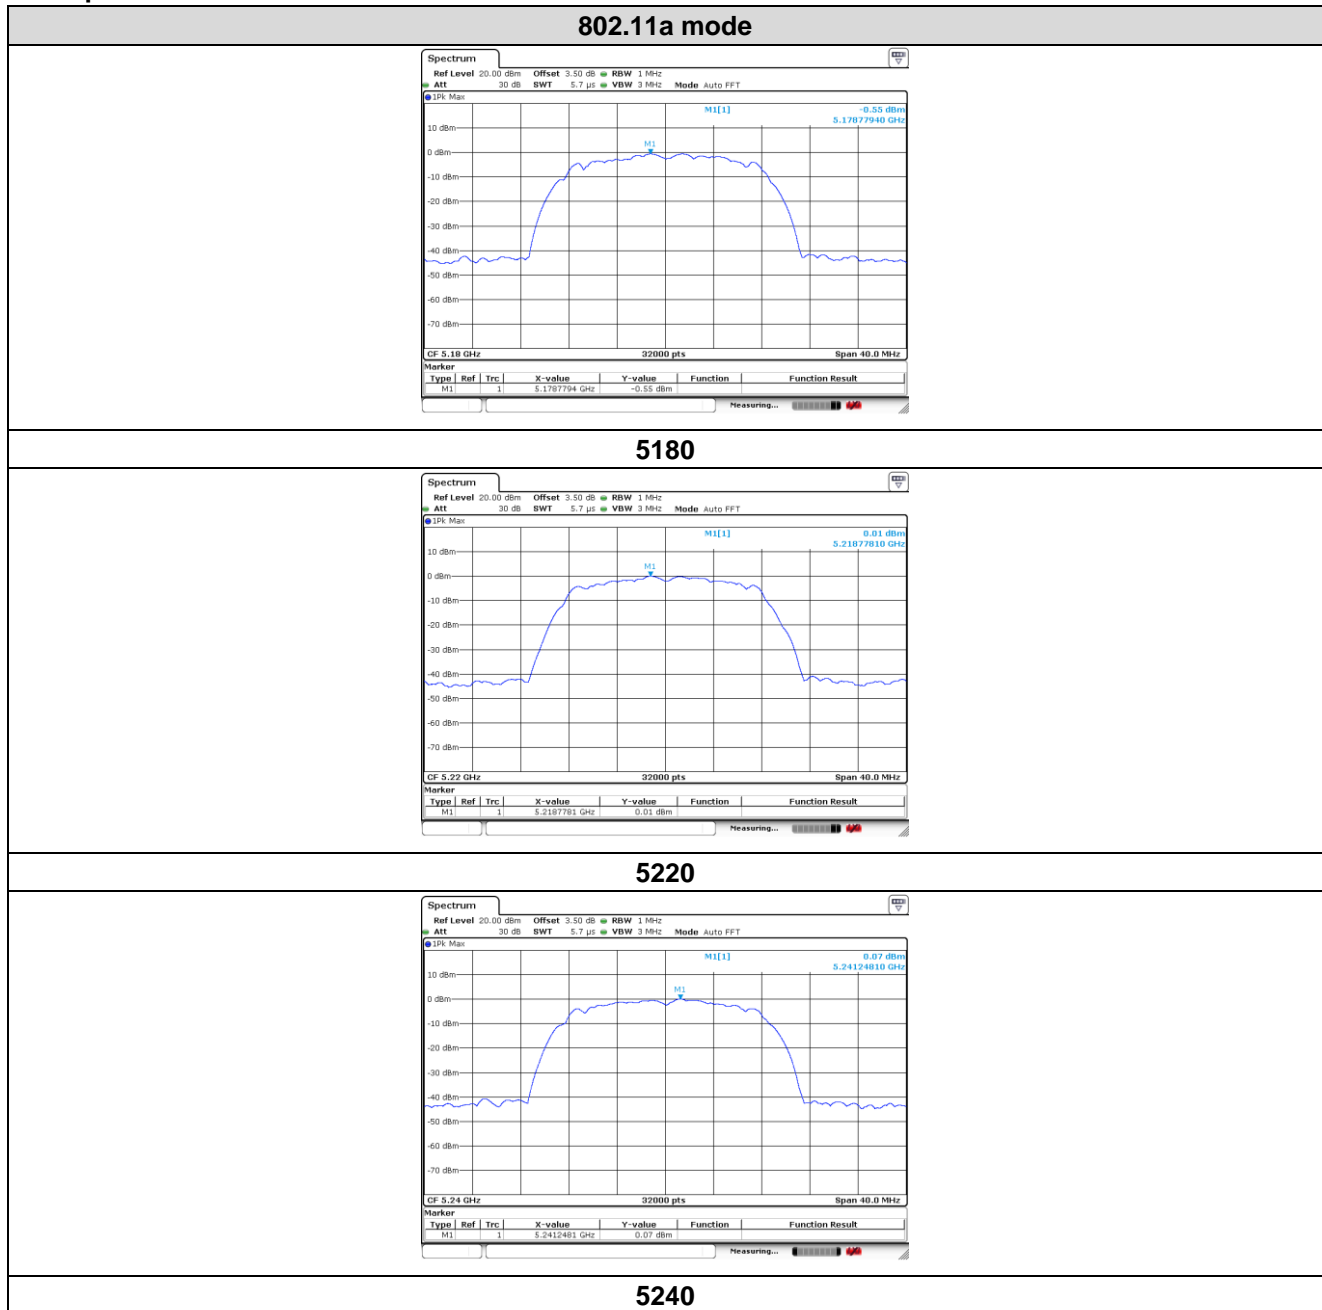 802.11a mode
Spectrum
Ref Level 20.00 dBm Offset 3.50 dB RBW 1 MHz
Att 30 dB SWT 5.7 µs VBW 3 MHz Mode Auto FFT
1Pk Max
M1[1] -0.55 dBm
5.17877940 GHz
M1
10 dBm
0 dBm
-10 dBm
-20 dBm
-30 dBm
-40 dBm
-50 dBm
-60 dBm
-70 dBm
CF 5.18 GHz 32000 pts Span 40.0 MHz
Marker
Type Ref Trc X-value Y-value Function Function Result
M1 1 5.1787794 GHz -0.55 dBm
Measuring...
5180
Spectrum
Ref Level 20.00 dBm Offset 3.50 dB RBW 1 MHz
Att 30 dB SWT 5.7 µs VBW 3 MHz Mode Auto FFT
1Pk Max
M1[1] 0.01 dBm
5.21877810 GHz
10 dBm
M1
0 dBm
-10 dBm
-20 dBm
-30 dBm
-40 dBm
-50 dBm
-60 dBm
-70 dBm
CF 5.22 GHz 32000 pts Span 40.0 MHz
Marker
Type Ref Trc X-value Y-value Function Function Result
M1 1 5.2187781 GHz 0.01 dBm
Measuring...
5220
Spectrum
Ref Level 20.00 dBm Offset 3.50 dB RBW 1 MHz
Att 30 dB SWT 5.7 µs VBW 3 MHz Mode Auto FFT
1Pk Max
M1[1] 0.07 dBm
5.24124810 GHz
10 dBm
M1
0 dBm
-10 dBm
-20 dBm
-30 dBm
-40 dBm
-50 dBm
-60 dBm
-70 dBm
CF 5.24 GHz 32000 pts Span 40.0 MHz
Marker
Type Ref Trc X-value Y-value Function Function Result
M1 1 5.2412481 GHz 0.07 dBm
Measuring...
5240